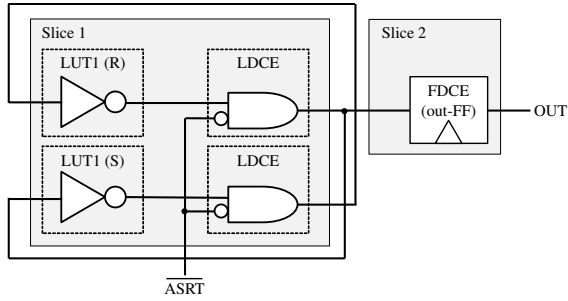 Slice 1
Slice 2
LUT1 (R)
LDCE
FDCE
(out-FF)
OUT
LUT1 (S)
LDCE
ASRT